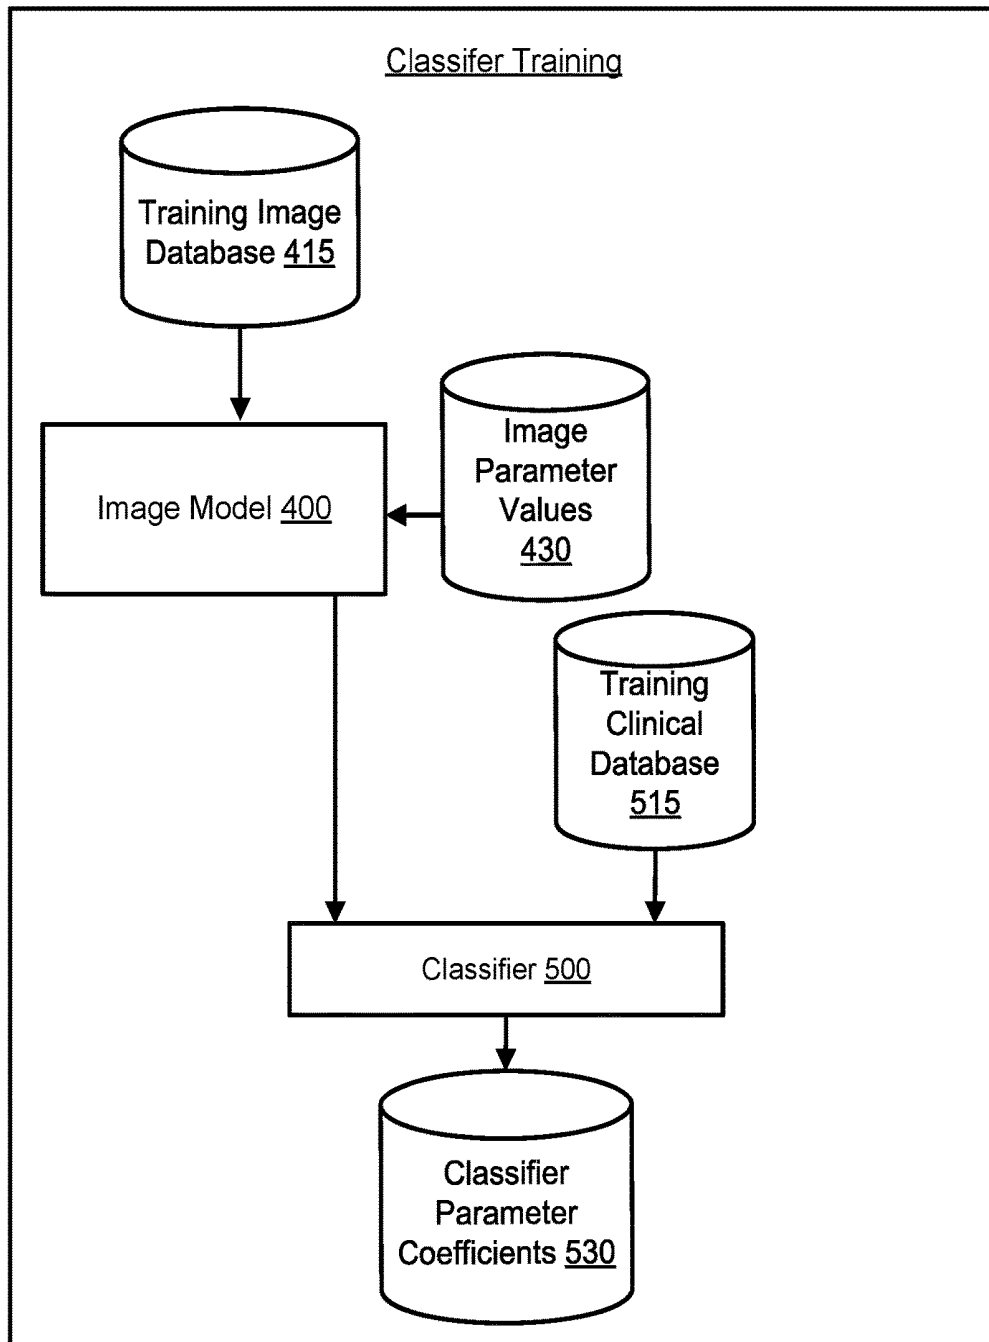 Classifer Training
Training Image
Database 415
Image
Parameter
Values
430
Image Model 400
Training
Clinical
Database
515
Classifier 500
Classifier
Parameter
Coefficients 530